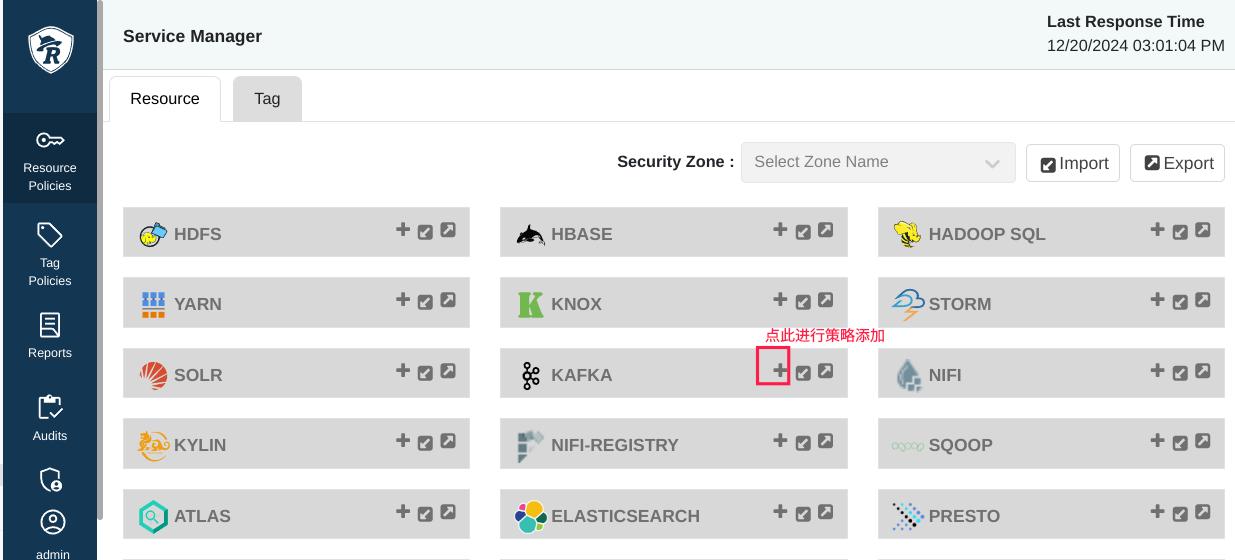 Service Manager
Last Response Time
12/20/2024 03:01:04 PM
Resource
Tag
Resource
Policies
Tag
Policies
Reports
Audits
admin
Security Zone :
Select Zone Name
Import
Export
HDFS
HBASE
HADOOP SQL
YARN
KNOX
STORM
点此进行策略添加
SOLR
KAFKA
NIFI
KYLIN
NIFI-REGISTRY
SQOOP
ATLAS
ELASTICSEARCH
PRESTO